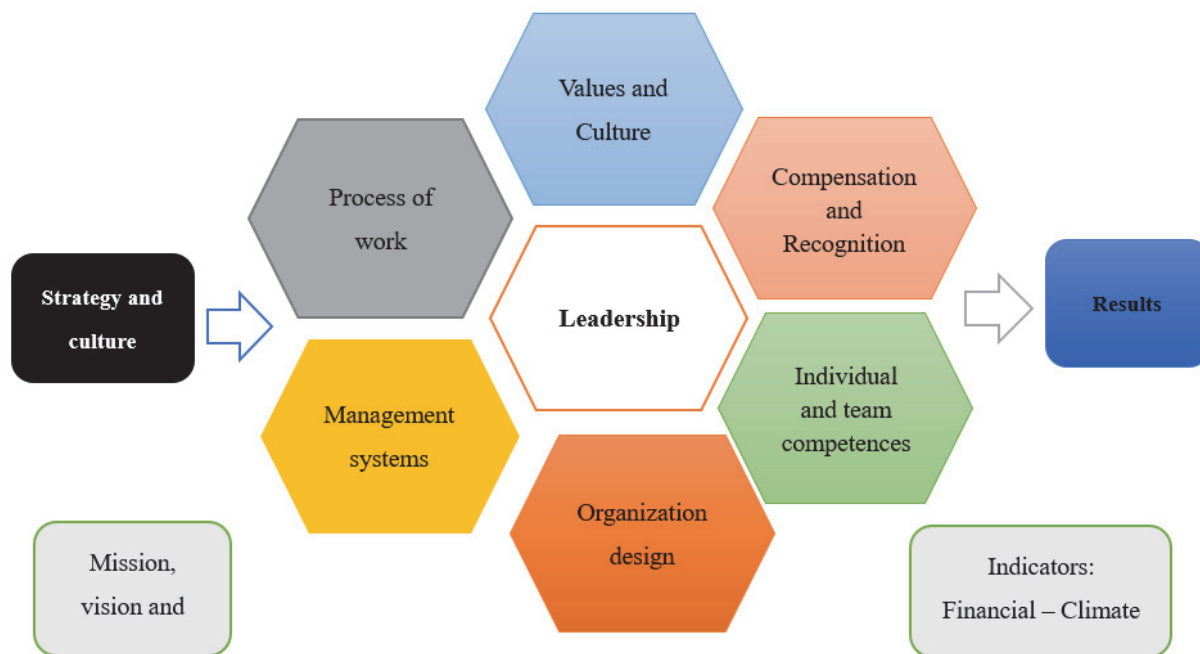 Values and
Culture
Process of
work
Compensation
and
Recognition
Strategy and
culture
Leadership
Results
Management
systems
Individual
and team
competences
Organization
design
Mission,
vision and
Indicators:
Financial – Climate